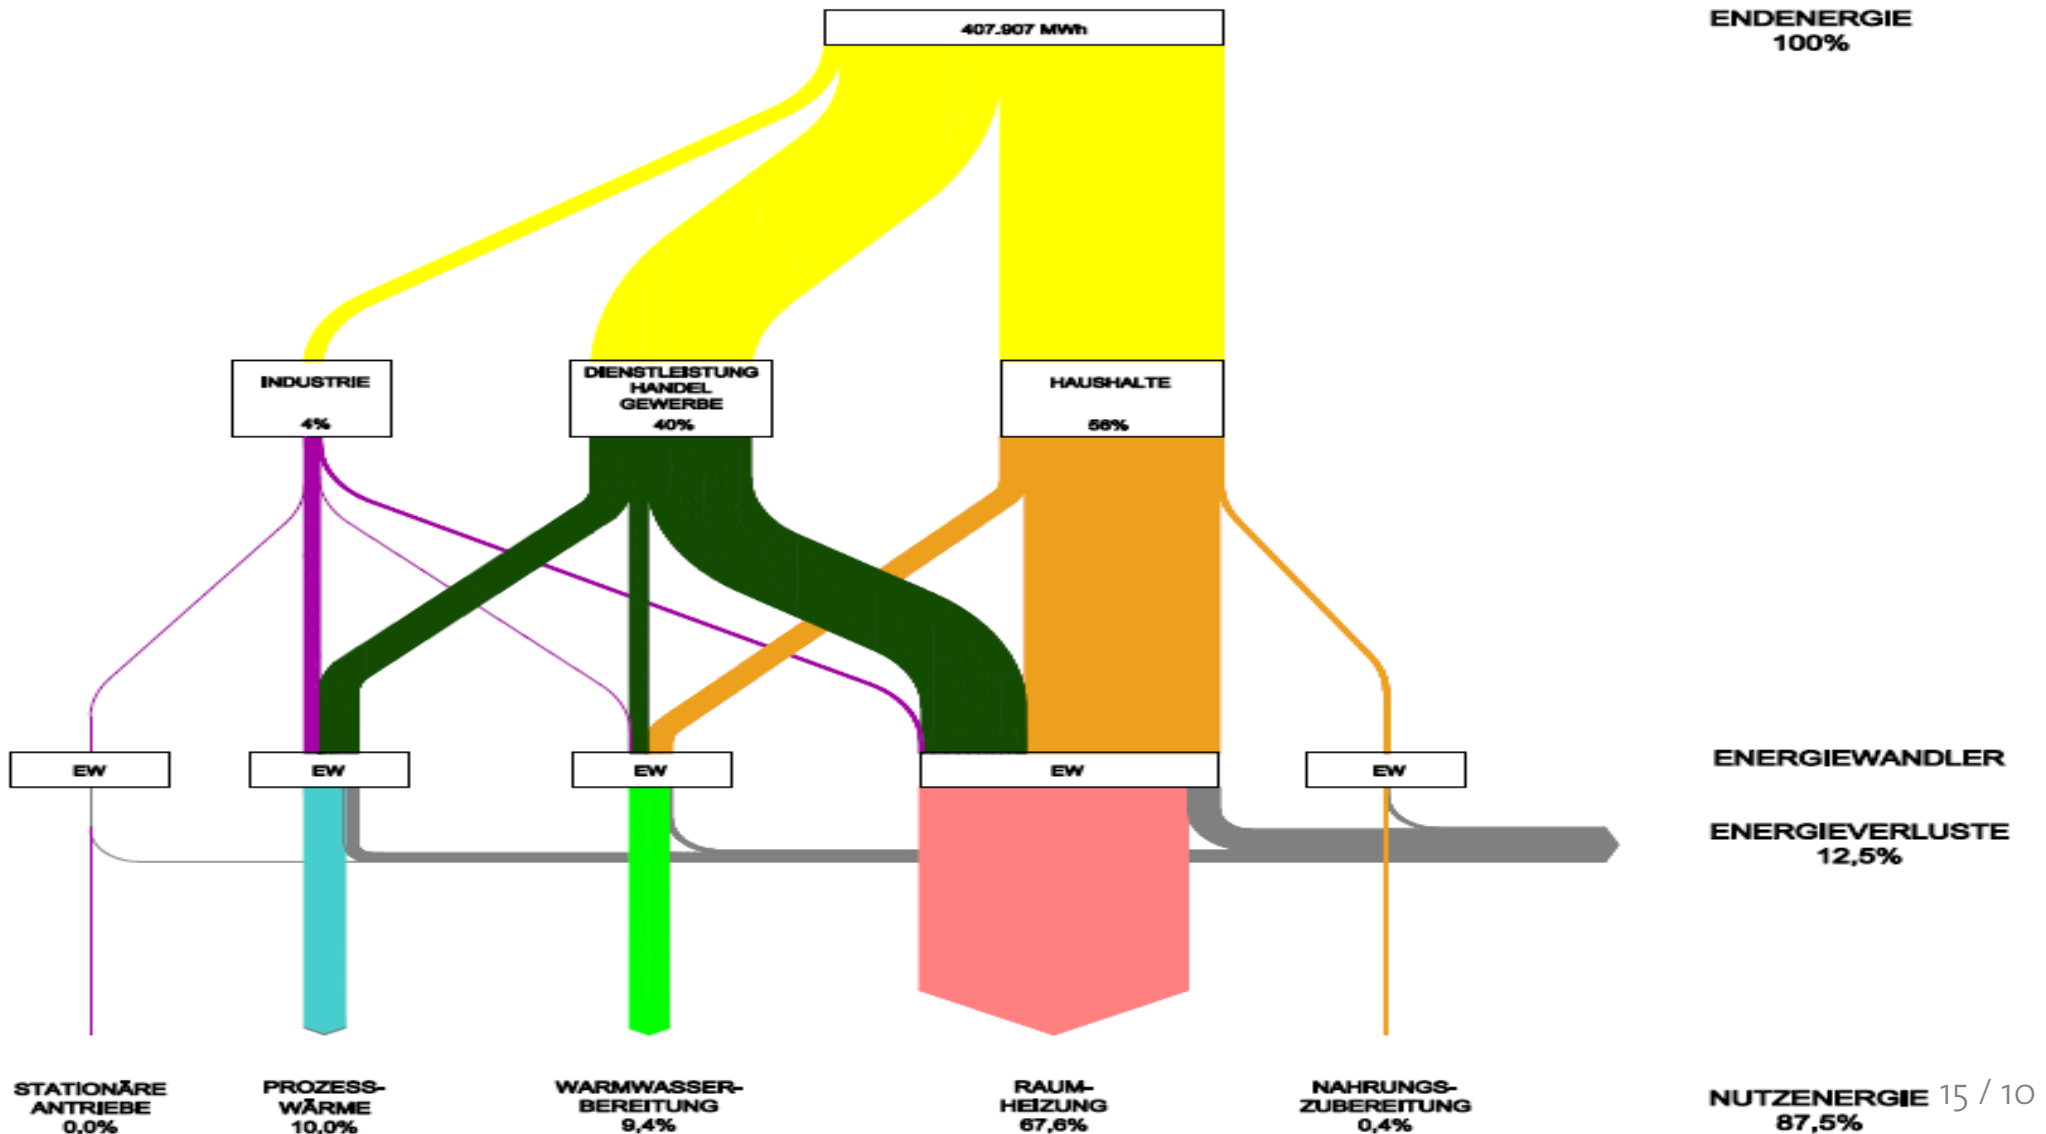 407.907 MWh
ENDENERGIE
100%
INDUSTRIE
4%
DIENSTLEISTUNG
HANDEL
GEWERBE
40%
HAUSHALTE
56%
EW
EW
EW
EW
EW
ENERGIEWANDLER
ENERGIEVERLUSTE
12,5%
STATIONÄRE
ANTRIEBE
0,0%
PROZESS-
WÄRME
10,0%
WARMWASSER-
BEREITUNG
9,4%
RAUM-
HEIZUNG
67,6%
NAHRUNGS-
ZUBEREITUNG
0,4%
NUTZENERGIE
87,5%
15 / 10